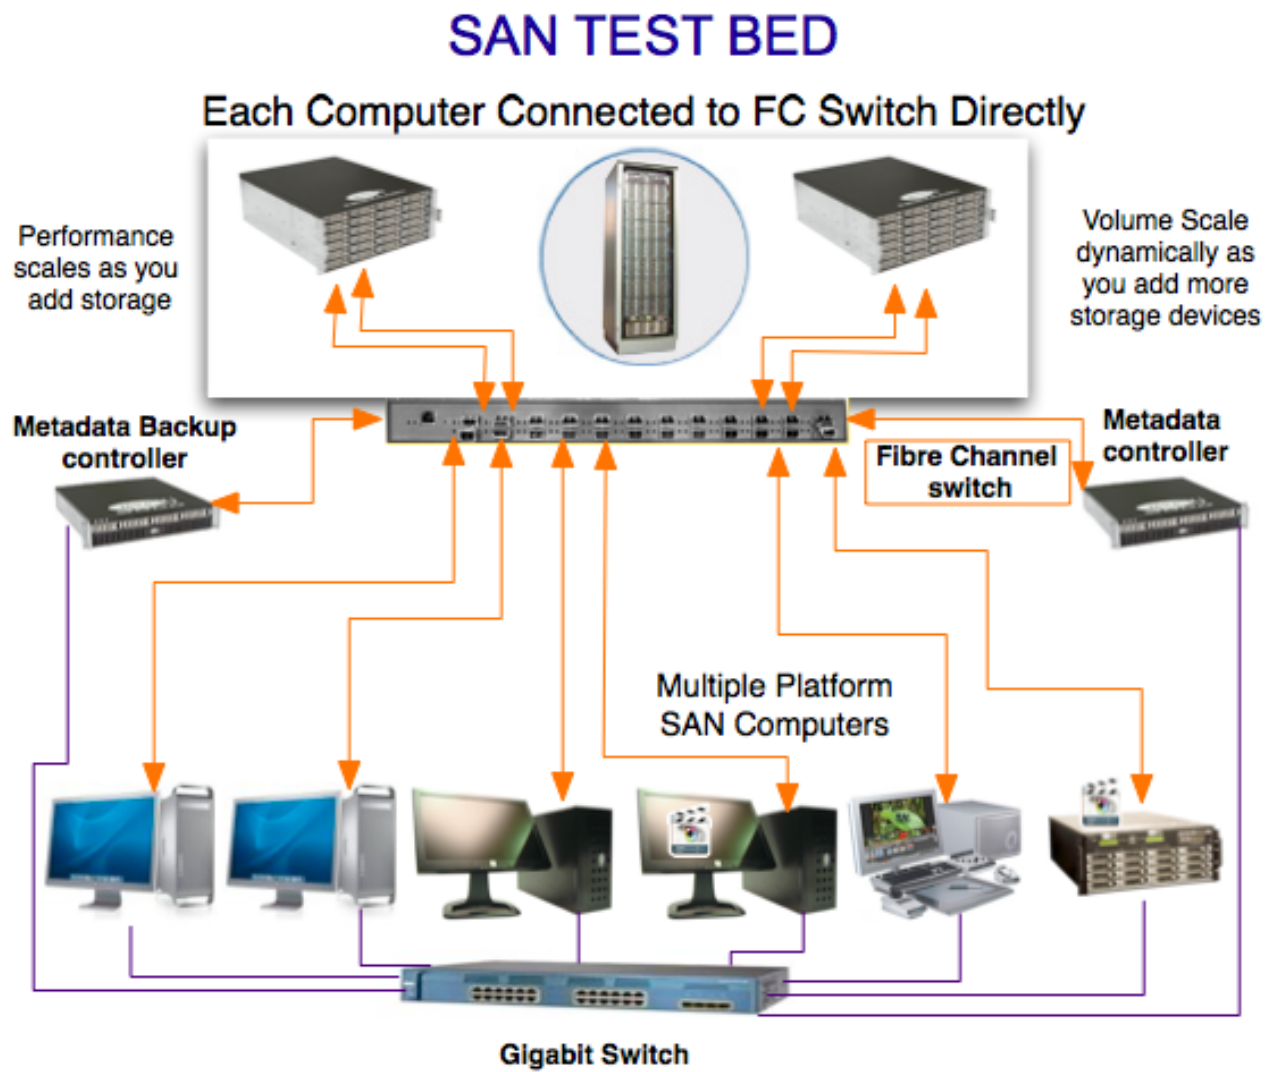 SAN TEST BED
Each Computer Connected to FC Switch Directly
Performance
scales as you
add storage
Volume Scale
dynamically as
you add more
storage devices
Metadata Backup
controller
Metadata
controller
Fibre Channel
switch
Multiple Platform
SAN Computers
Gigabit Switch